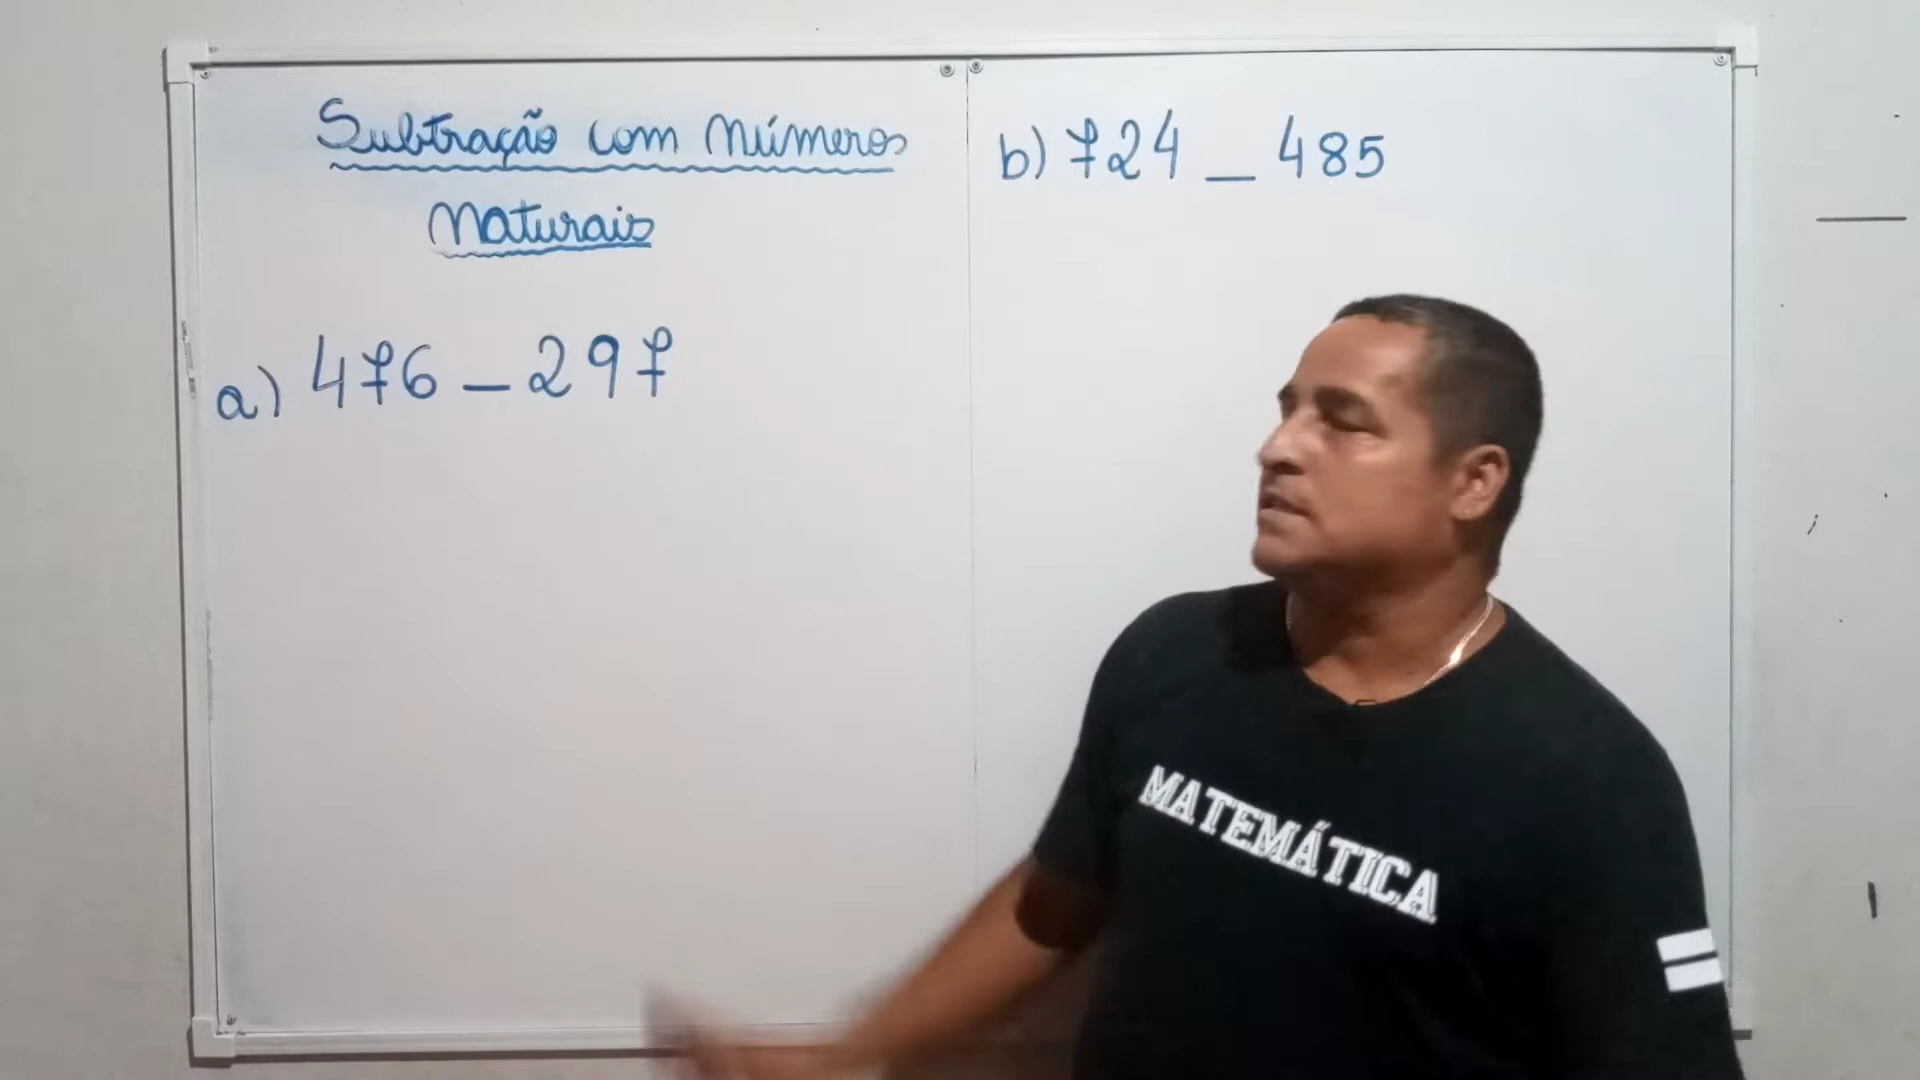 Subtração com Números
Naturais
a) 476 - 297
b) 724 - 485
MATEMÁTICA